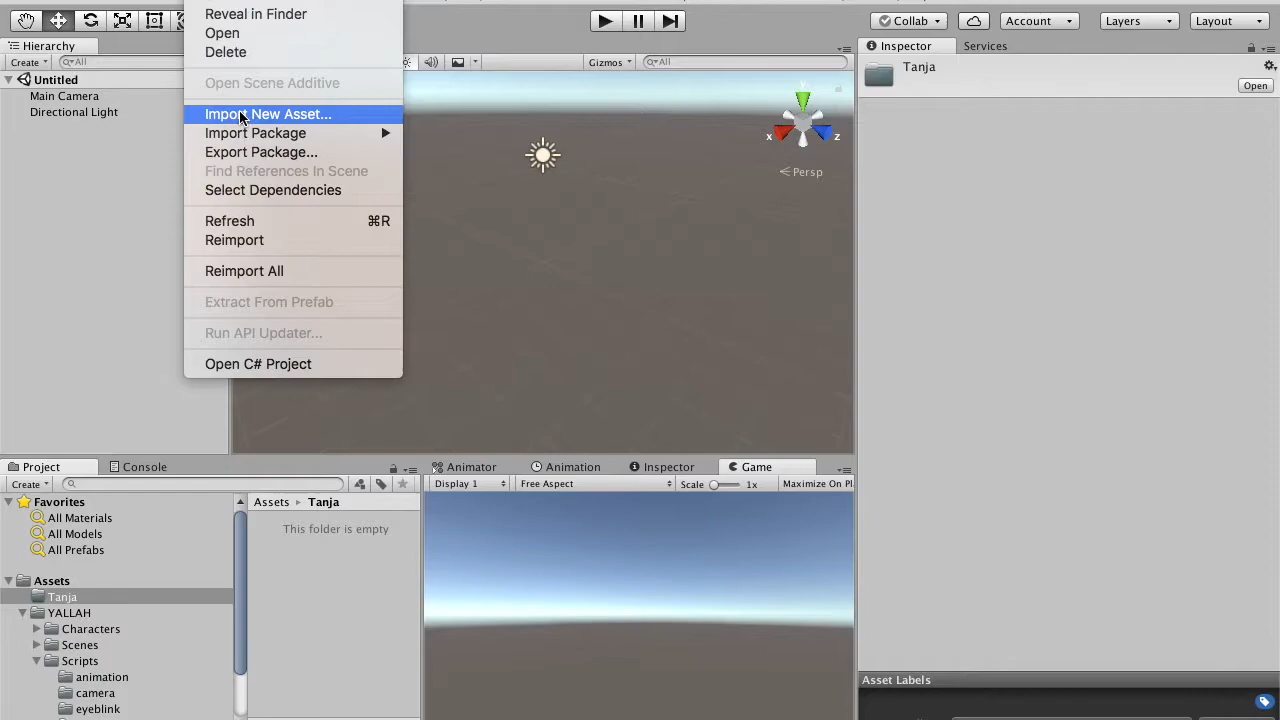 Reveal in Finder
Open
Delete
Open Scene Additive
Import New Asset...
Import Package
Export Package...
Find References In Scene
Select Dependencies
Refresh ⌘R
Reimport
Reimport All
Extract From Prefab
Run API Updater...
Open C# Project
Collab
Account
Layers
Layout
Hierarchy
Create
All
Untitled
Main Camera
Directional Light
Gizmos
All
y
x
z
Persp
Inspector
Services
Tanja
Open
Project
Console
Create
Favorites
All Materials
All Models
All Prefabs
Assets
Tanja
YALLAH
Characters
Scenes
Scripts
animation
camera
eyeblink
Assets Tanja
This folder is empty
Animator
Animation
Inspector
Game
Display 1
Free Aspect
Scale 1x
Maximize On Pl
Asset Labels